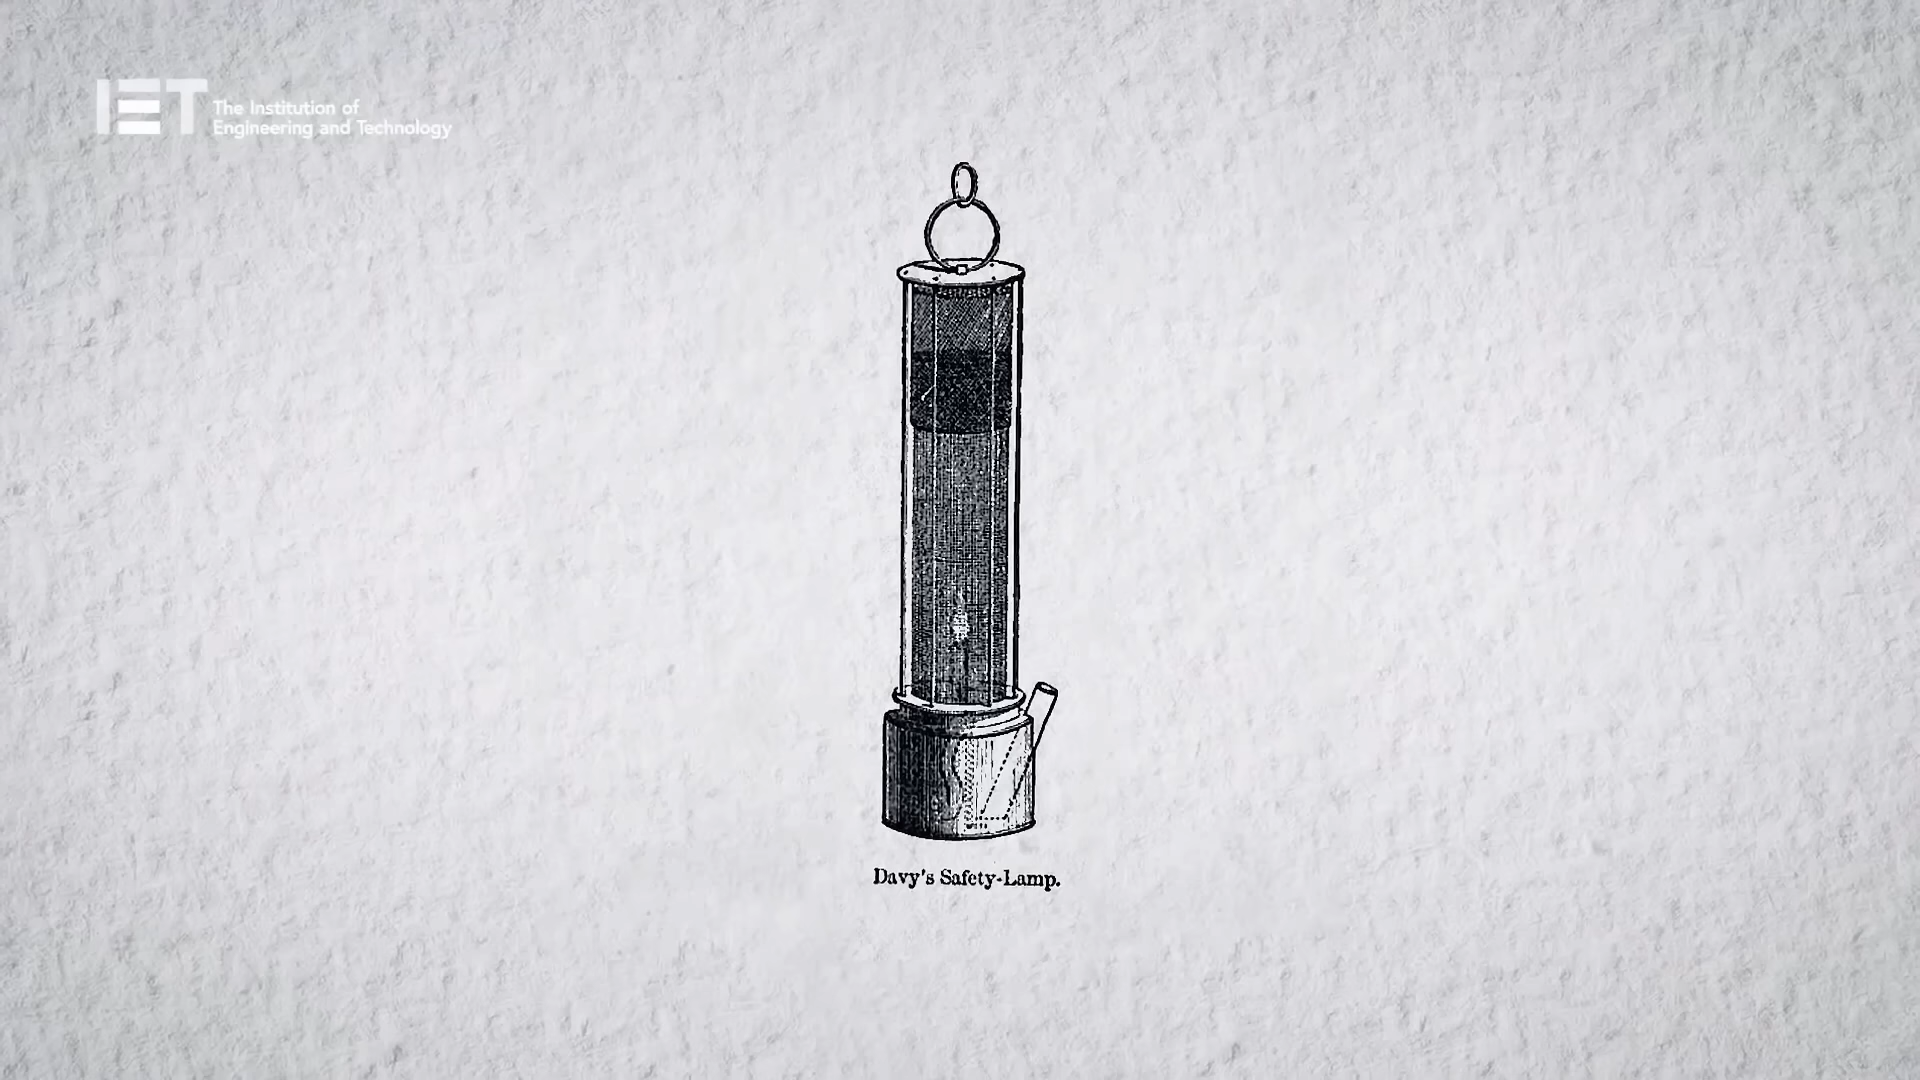 IET
The Institution of
Engineering and Technology
Davy's Safety-Lamp.